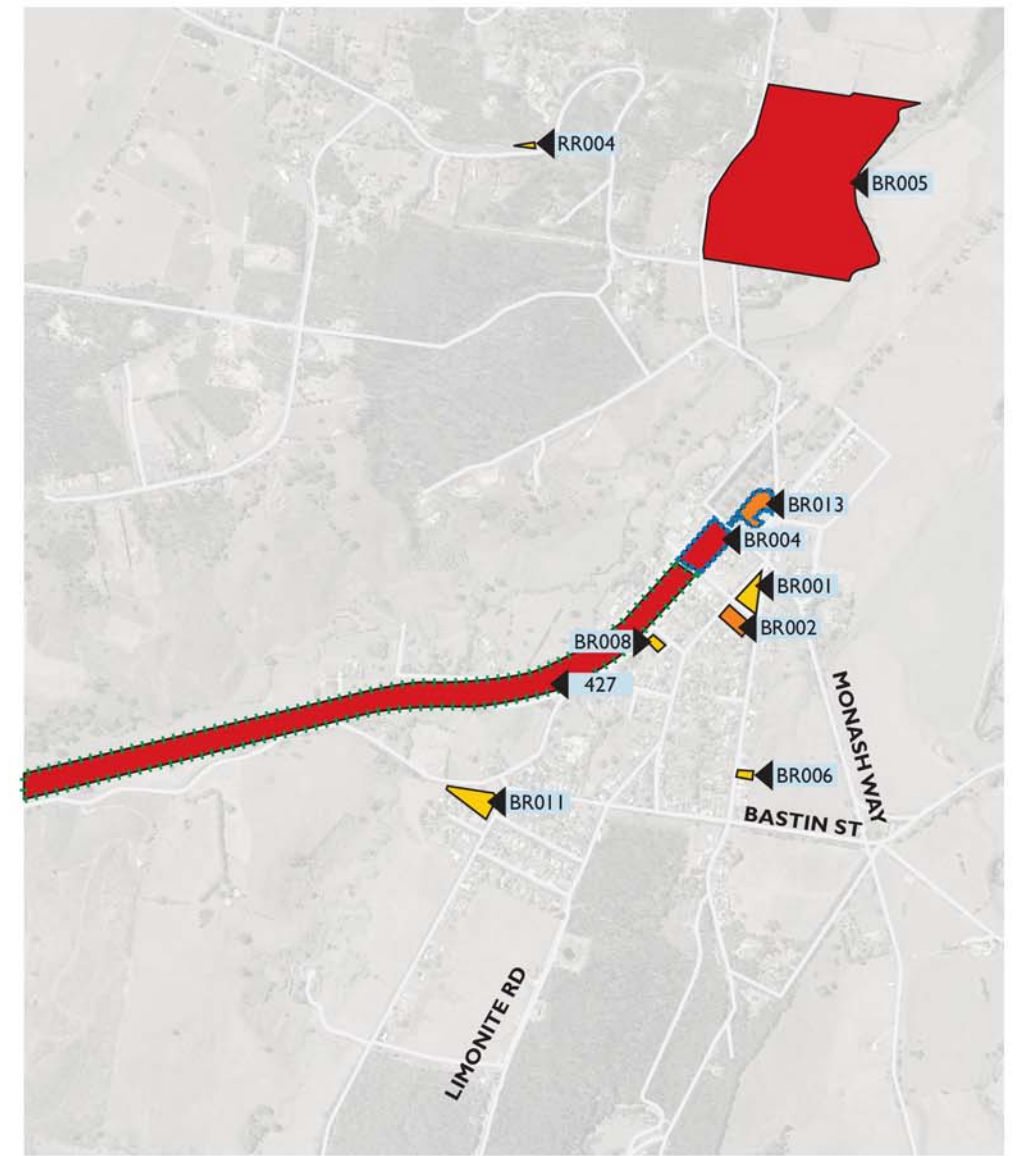 RR004
BR005
BR013
BR004
BR001
BR002
BR008
427
MONASH WAY
BR006
BR011
BASTIN ST
LIMONITE RD